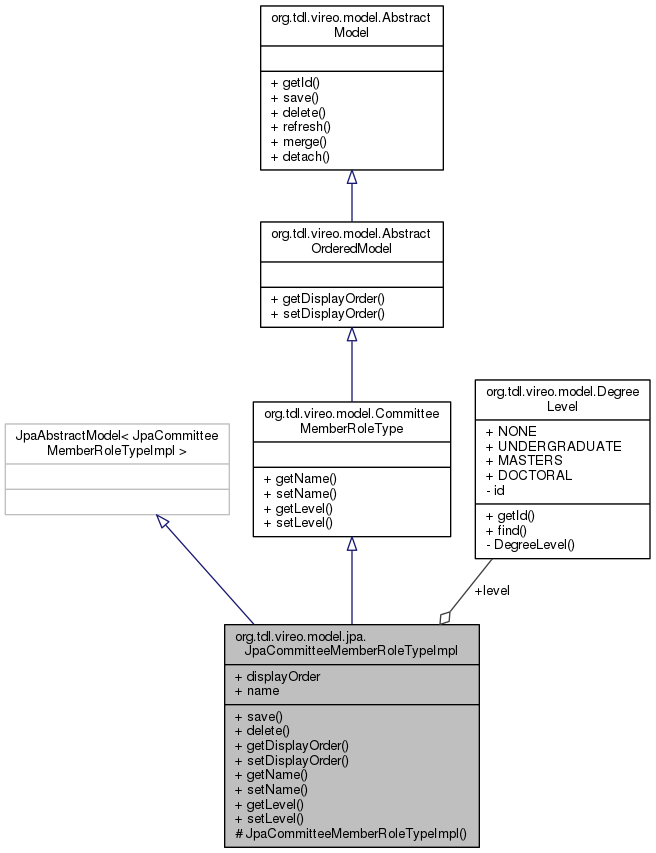 org.tdl.vireo.model.Abstract
Model
+ getId()
+ save()
+ delete()
+ refresh()
+ merge()
+ detach()
org.tdl.vireo.model.Abstract
OrderedModel
+ getDisplayOrder()
+ setDisplayOrder()
JpaAbstractModel< JpaCommittee
MemberRoleTypeImpl >
org.tdl.vireo.model.Committee
MemberRoleType
+ getName()
+ setName()
+ getLevel()
+ setLevel()
org.tdl.vireo.model.Degree
Level
+ NONE
+ UNDERGRADUATE
+ MASTERS
+ DOCTORAL
- id
+ getId()
+ find()
- DegreeLevel()
+level
org.tdl.vireo.model.jpa.
JpaCommitteeMemberRoleTypeImpl
+ displayOrder
+ name
+ save()
+ delete()
+ getDisplayOrder()
+ setDisplayOrder()
+ getName()
+ setName()
+ getLevel()
+ setLevel()
# JpaCommitteeMemberRoleTypeImpl()